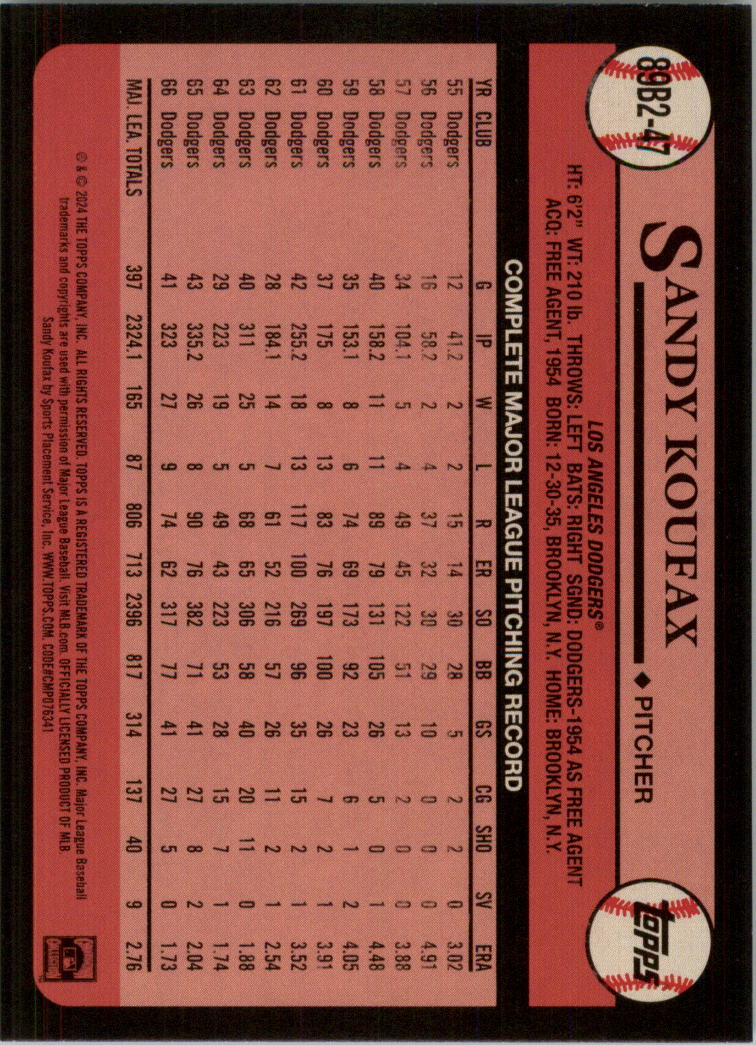 89B2-47
SANDY KOUFAX
◆ PITCHER
topps
LOS ANGELES DODGERS®
HT: 6'2" WT: 210 lb. THROWS: LEFT BATS: RIGHT SGND: DODGERS-1954 AS FREE AGENT
ACQ: FREE AGENT, 1954 BORN: 12-30-35, BROOKLYN, N.Y. HOME: BROOKLYN, N.Y.
COMPLETE MAJOR LEAGUE PITCHING RECORD
YR CLUB G IP W L R ER SO BB GS CG SHO SV ERA
55 Dodgers 12 41.2 2 2 15 14 30 28 5 2 2 0 3.02
56 Dodgers 16 58.2 2 4 37 32 30 29 10 0 0 0 4.91
57 Dodgers 34 104.1 5 4 49 45 122 51 13 2 0 0 3.88
58 Dodgers 40 158.2 11 11 89 79 131 105 26 5 0 1 4.48
59 Dodgers 35 153.1 8 6 74 69 173 92 23 6 1 2 4.05
60 Dodgers 37 175 8 13 83 76 197 100 26 7 2 1 3.91
61 Dodgers 42 255.2 18 13 117 100 269 96 35 15 2 1 3.52
62 Dodgers 28 184.1 14 7 61 52 216 57 26 11 2 1 2.54
63 Dodgers 40 311 25 5 68 65 306 58 40 20 11 0 1.88
64 Dodgers 29 223 19 5 49 43 223 53 28 15 7 1 1.74
65 Dodgers 43 335.2 26 8 90 76 382 71 41 27 8 2 2.04
66 Dodgers 41 323 27 9 74 62 317 77 41 27 5 0 1.73
MAJ. LEA. TOTALS 397 2324.1 165 87 806 713 2396 817 314 137 40 9 2.76
® & © 2024 THE TOPPS COMPANY, INC. ALL RIGHTS RESERVED. TOPPS IS A REGISTERED TRADEMARK OF THE TOPPS COMPANY, INC. Major League Baseball
trademarks and copyrights are used with permission of Major League Baseball. Visit MLB.com. OFFICIALLY LICENSED PRODUCT OF MLB.
Sandy Koufax by Sports Placement Service, Inc. WWW.TOPPS.COM. CODE#CMP076341